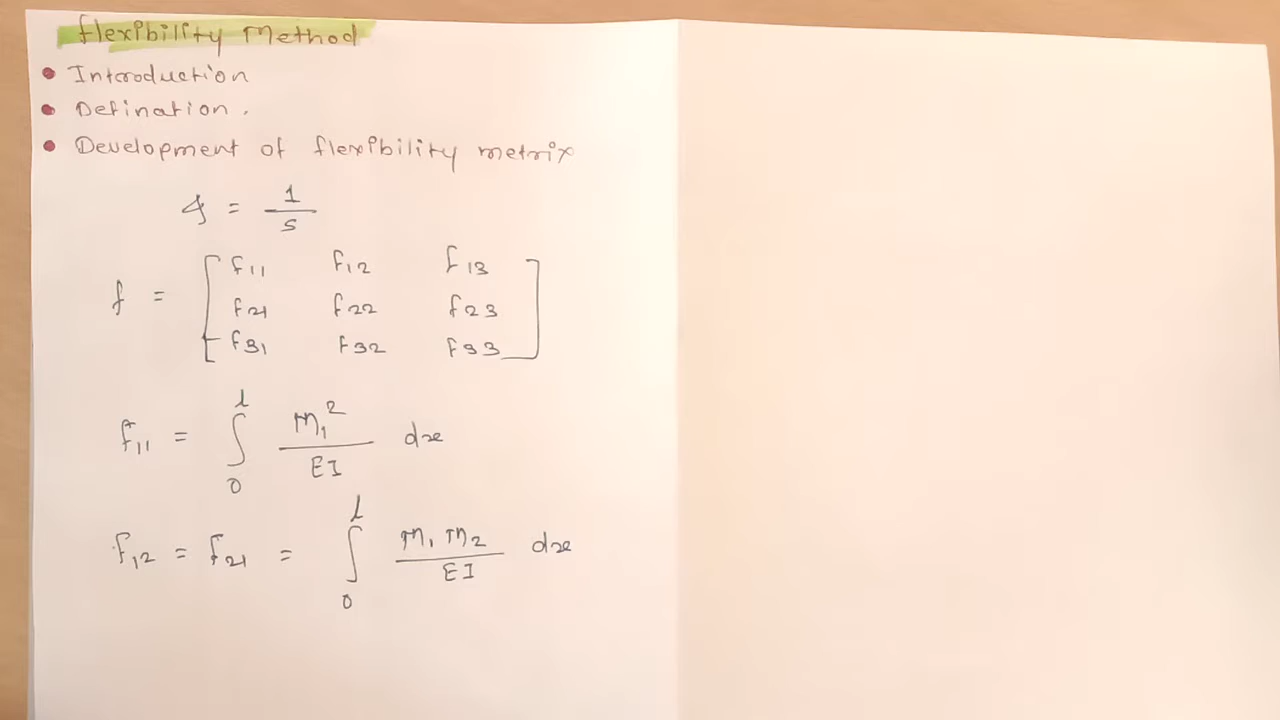 flexibility Method
• Introduction
• Defination.
• Development of flexibility metrix
f = 1/s
f = [ f11 f12 f13
f21 f22 f23
f31 f32 f33 ]
f11 = ∫₀ˡ m₁²/EI dx
f12 = f21 = ∫₀ˡ m₁ m₂/EI dx